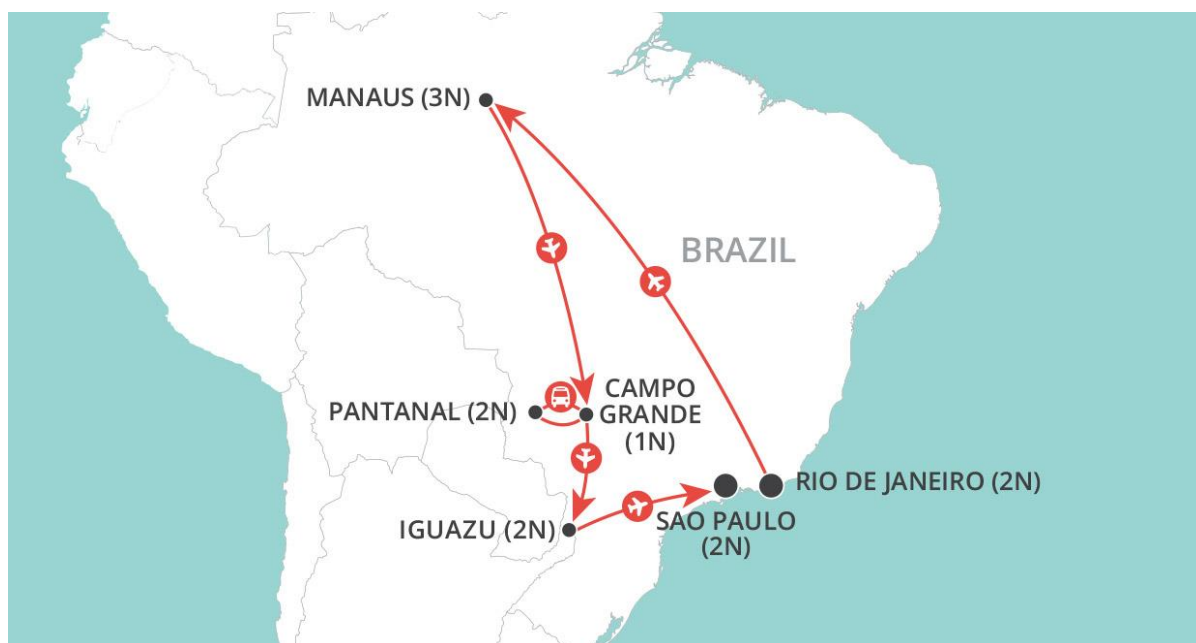 MANAUS (3N)
BRAZIL
CAMPO
GRANDE
(1N)
PANTANAL (2N)
RIO DE JANEIRO (2N)
IGUAZU (2N)
SAO PAULO
(2N)